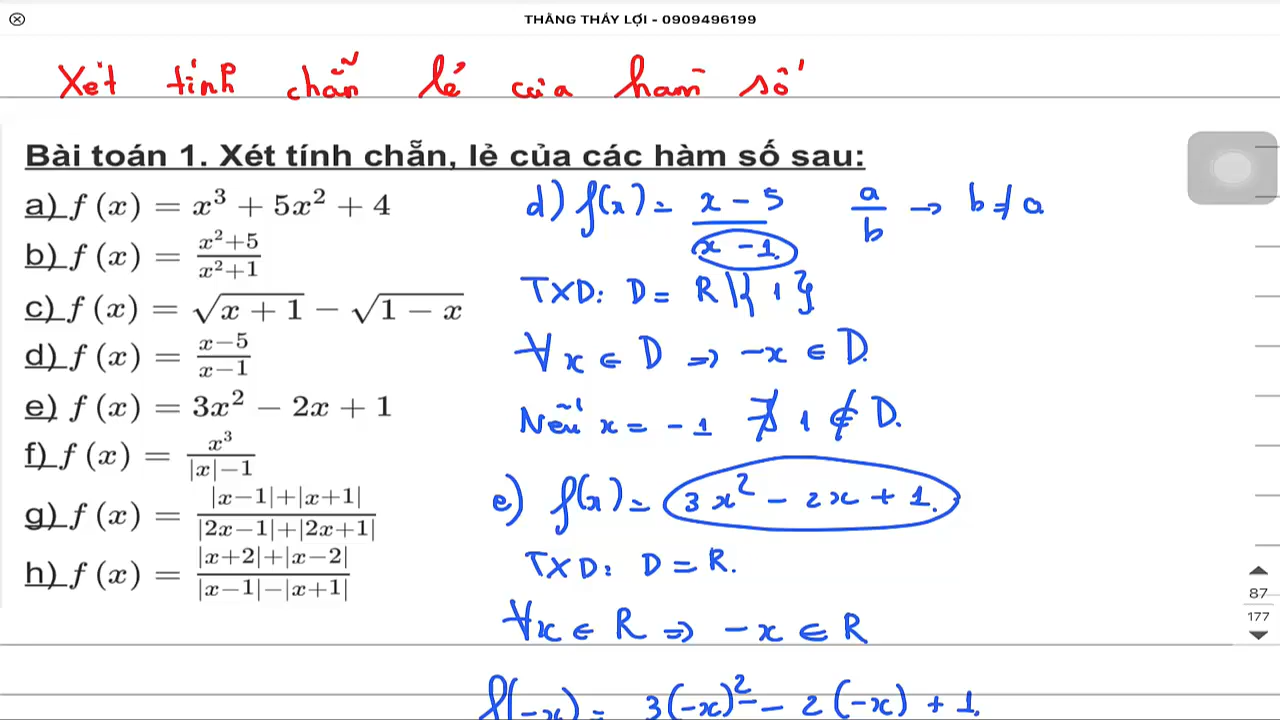 THẦNG THẦY LỢI - 0909496199
Xét tính chẵn lẻ của hàm số
Bài toán 1. Xét tính chẵn, lẻ của các hàm số sau:
a) f (x) = x³ + 5x² + 4
b) f (x) = (x²+5)/(x²+1)
c) f (x) = √(x + 1) − √(1 − x)
d) f (x) = (x−5)/(x−1)
e) f (x) = 3x² − 2x + 1
f) f (x) = x³/(|x|−1)
g) f (x) = (|x−1|+|x+1|)/(|2x−1|+|2x+1|)
h) f (x) = (|x+2|+|x−2|)/(|x−1|−|x+1|)
d) f(x) = (x − 5)/(x − 1) a/b → b ≠ 0
TXD: D = R \ { 1 }
∀x ∈ D ⇒ −x ∈ D.
Nếu x = −1 ⇏ 1 ∉ D.
e) f(x) = 3x² − 2x + 1.
TXD: D = R.
∀x ∈ R ⇒ −x ∈ R
f(−x) = 3(−x)² − 2(−x) + 1.
87
177